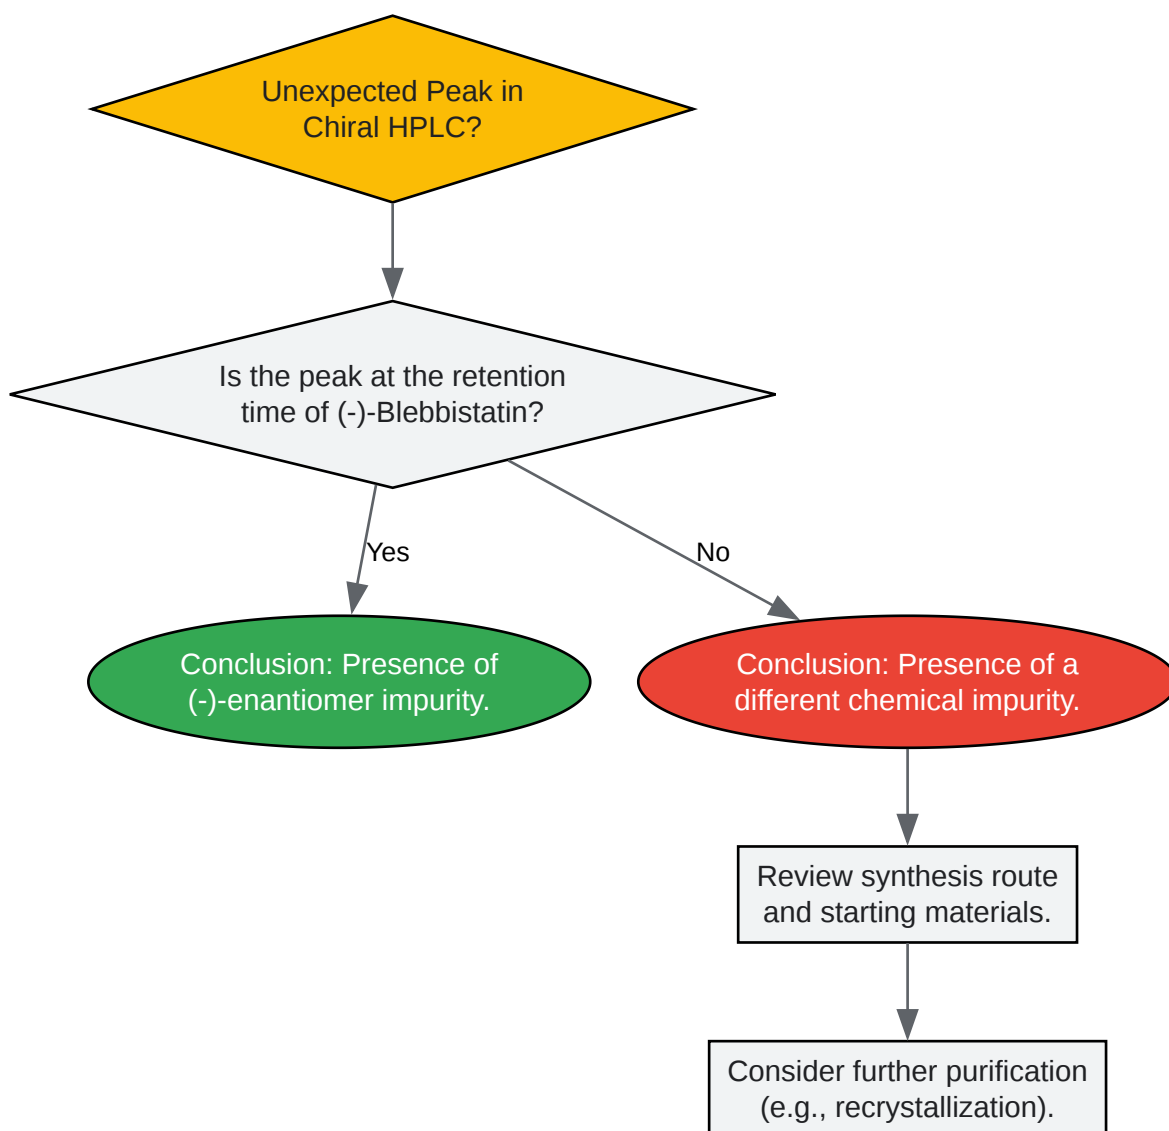 Unexpected Peak in
Chiral HPLC?
Is the peak at the retention
time of (-)-Blebbistatin?
Yes
No
Conclusion: Presence of
(-)-enantiomer impurity.
Conclusion: Presence of a
different chemical impurity.
Review synthesis route
and starting materials.
Consider further purification
(e.g., recrystallization).